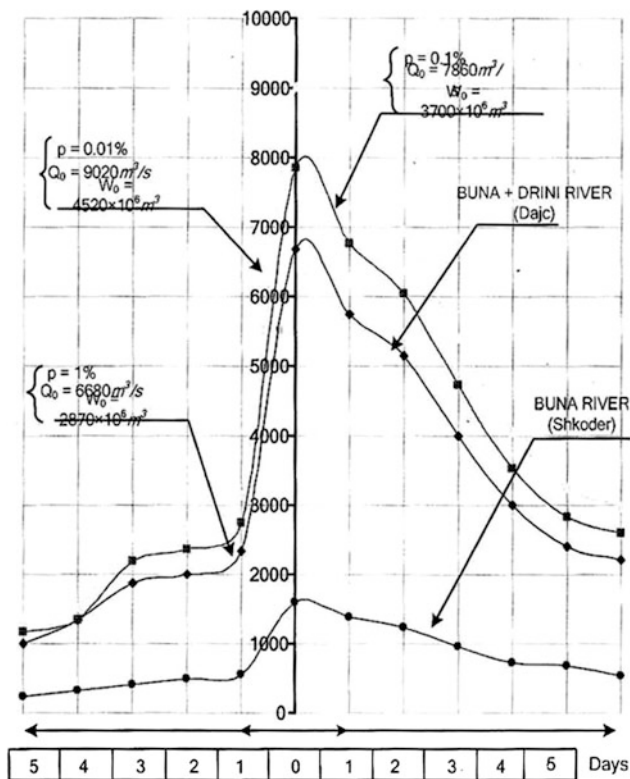 10000
p = 0.1%
Q₀ = 7860m³/
W₀ =
3700×10⁶m³
9000
p = 0.01%
Q₀ = 9020m³/s
W₀ =
4520×10⁶m³
8000
BUNA + DRINI RIVER
(Dajc)
7000
6000
p = 1%
Q₀ = 6680m³/s
W₀ =
2870×10⁶m³
5000
BUNA RIVER
(Shkoder)
4000
3000
2000
1000
0
5 4 3 2 1 0 1 2 3 4 5 Days